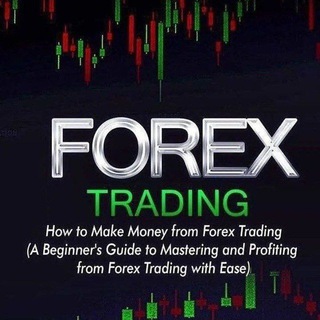 FOREX
TRADING
How to Make Money from Forex Trading
(A Beginner's Guide to Mastering and Profiting
from Forex Trading with Ease)